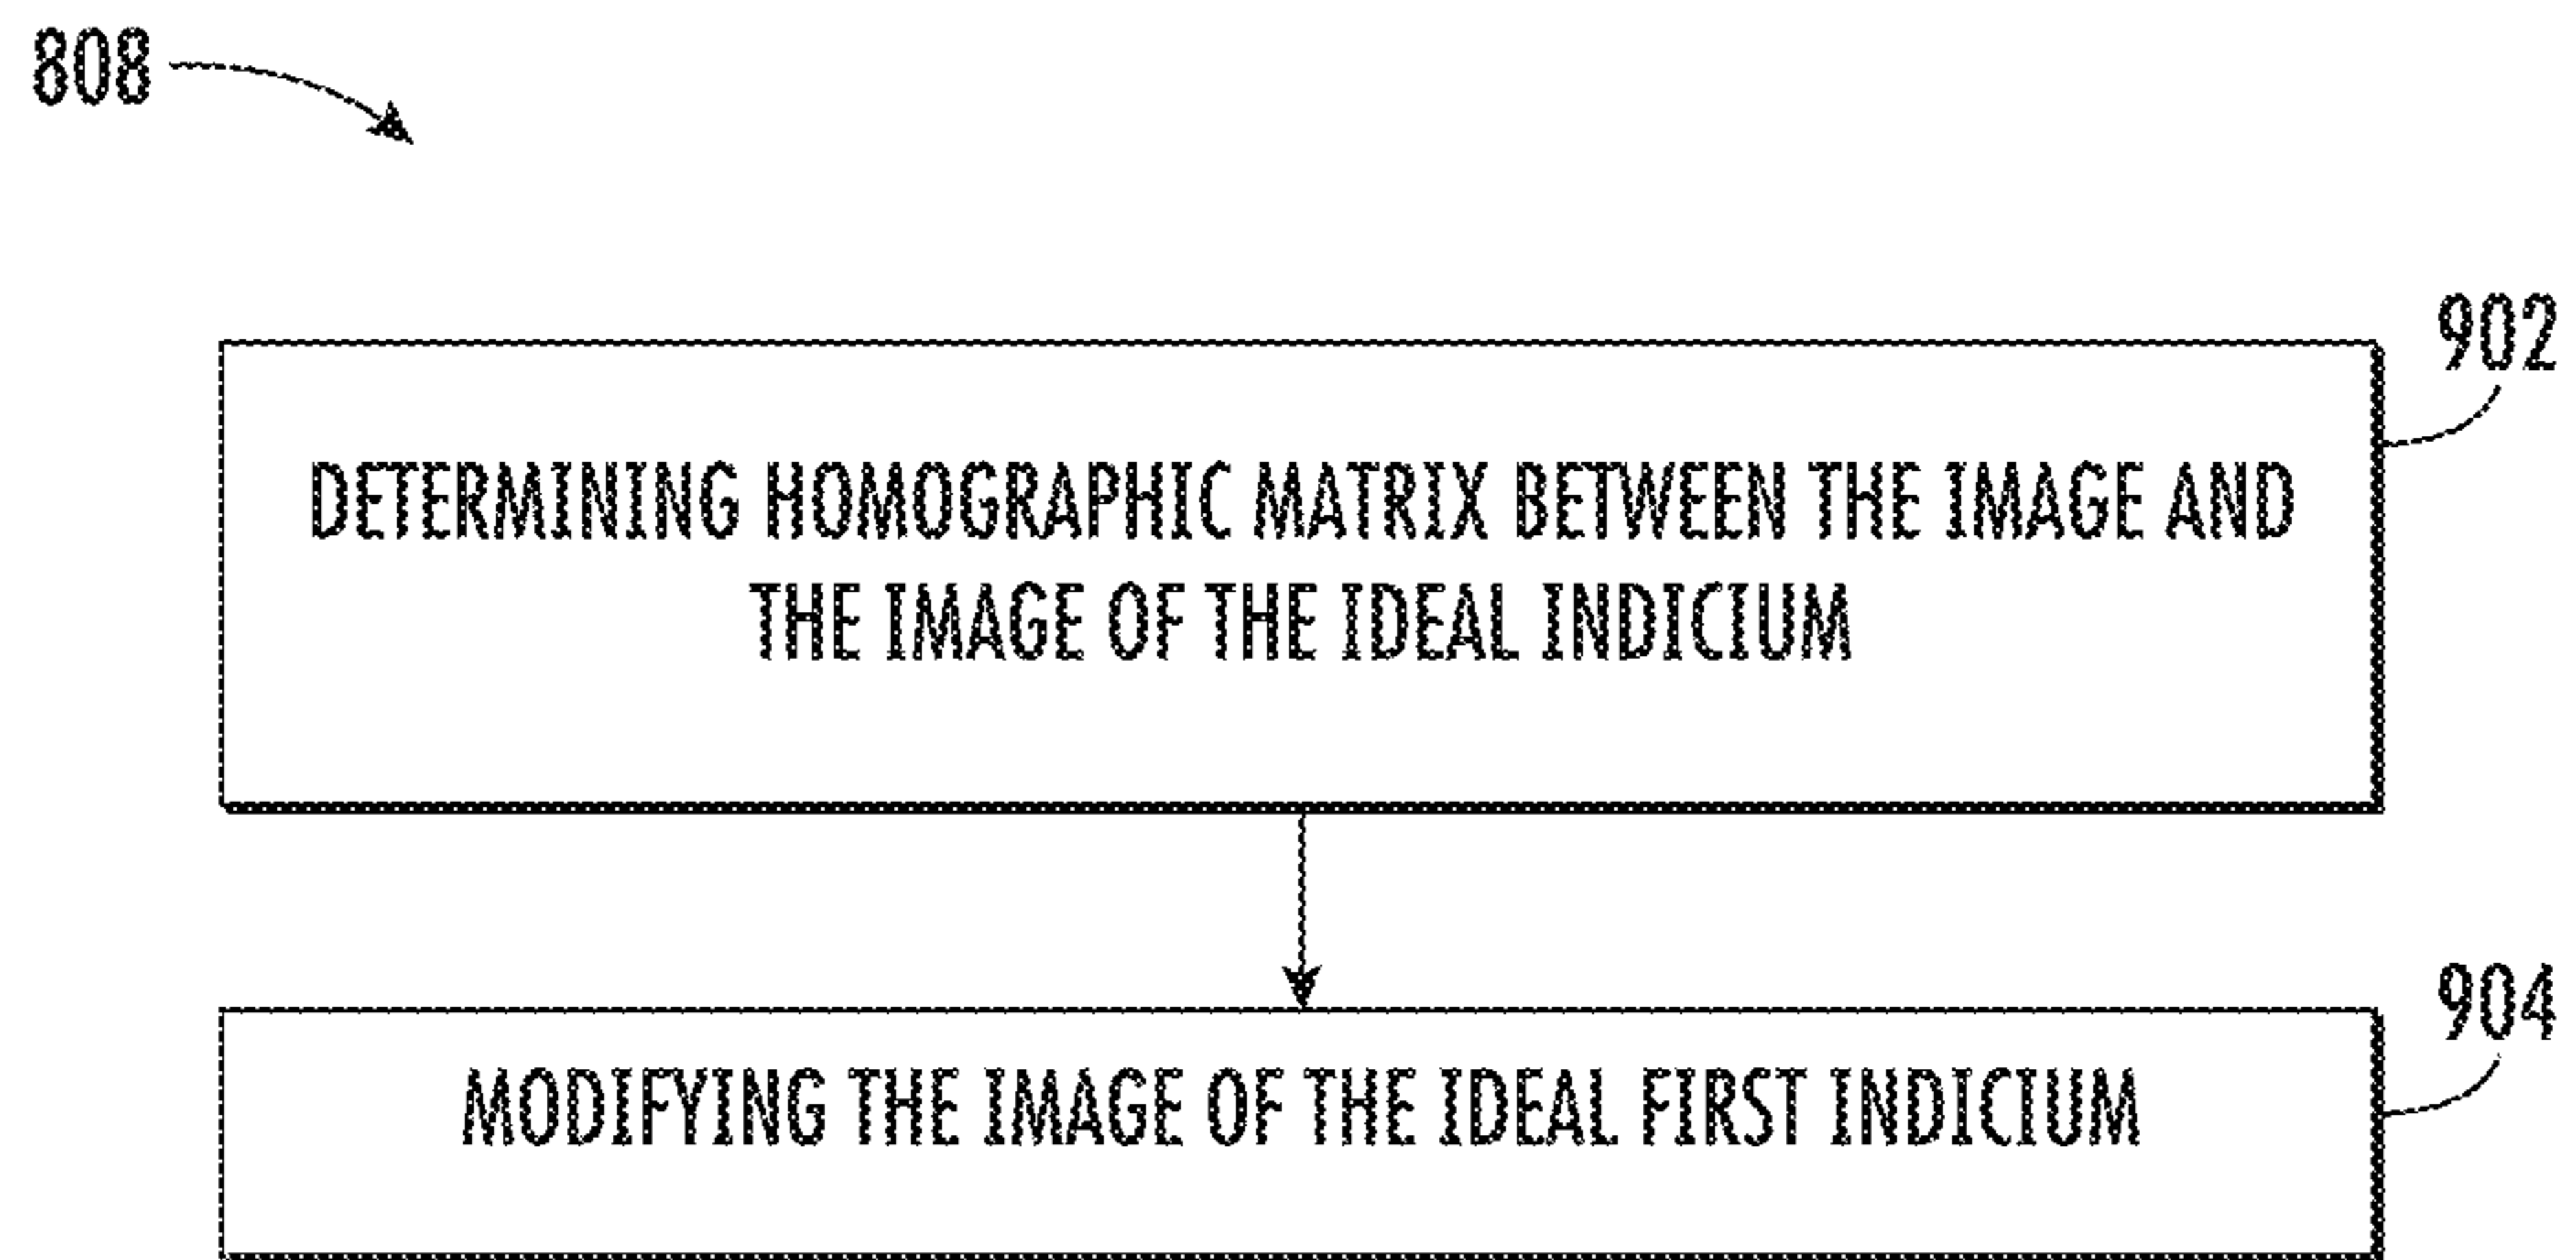 808
902
DETERMINING HOMOGRAPHIC MATRIX BETWEEN THE IMAGE AND
THE IMAGE OF THE IDEAL INDICIUM
904
MODIFYING THE IMAGE OF THE IDEAL FIRST INDICIUM